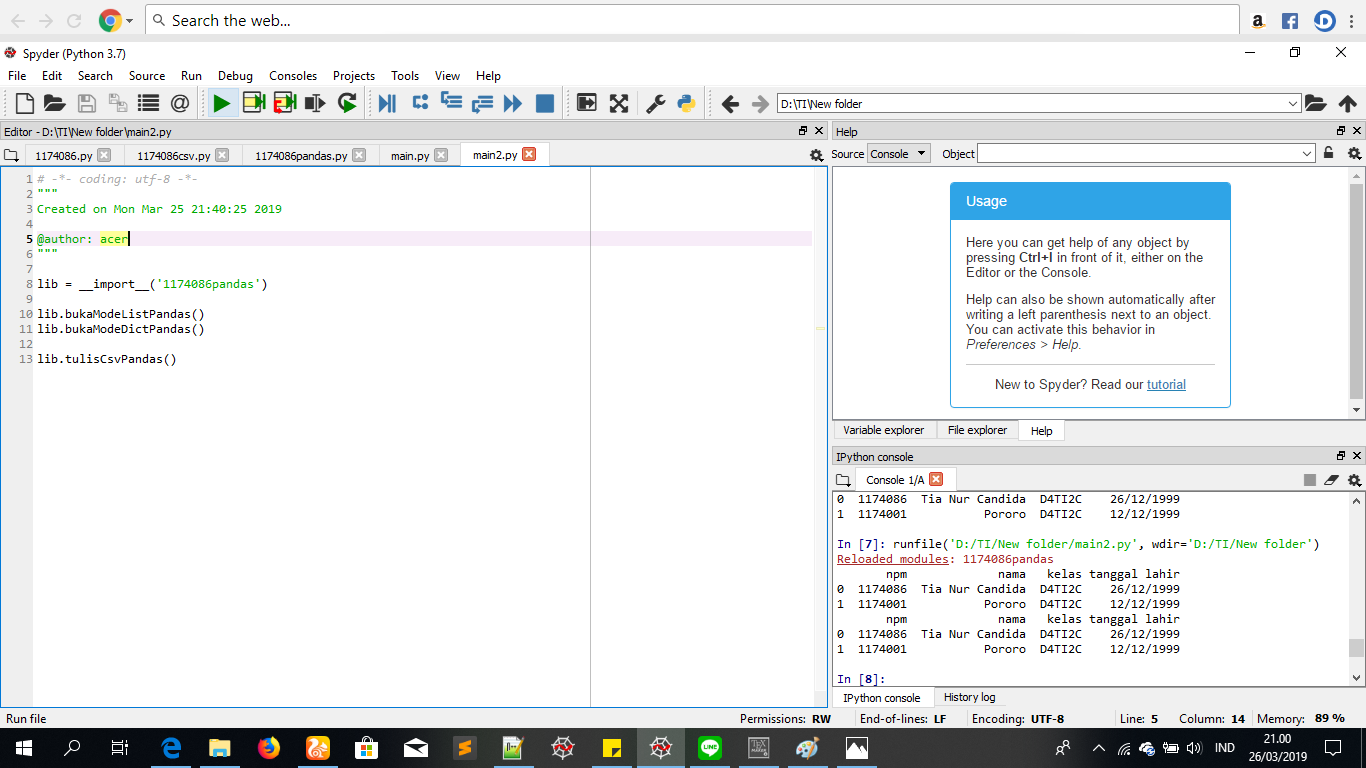 Search the web...
Spyder (Python 3.7)
File Edit Search Source Run Debug Consoles Projects Tools View Help
D:\TI\New folder
Editor - D:\TI\New folder\main2.py
1174086.py 1174086csv.py 1174086pandas.py main.py main2.py
1 # -*- coding: utf-8 -*-
2 """
3 Created on Mon Mar 25 21:40:25 2019
4
5 @author: acer
6 """
7
8 lib = __import__('1174086pandas')
9
10 lib.bukaModeListPandas()
11 lib.bukaModeDictPandas()
12
13 lib.tulisCsvPandas()
Help
Source Console Object
Usage
Here you can get help of any object by
pressing Ctrl+I in front of it, either on the
Editor or the Console.
Help can also be shown automatically after
writing a left parenthesis next to an object.
You can activate this behavior in
Preferences > Help.
New to Spyder? Read our tutorial
Variable explorer File explorer Help
IPython console
Console 1/A
0 1174086 Tia Nur Candida D4TI2C 26/12/1999
1 1174001 Pororo D4TI2C 12/12/1999
In [7]: runfile('D:/TI/New folder/main2.py', wdir='D:/TI/New folder')
Reloaded modules: 1174086pandas
npm nama kelas tanggal lahir
0 1174086 Tia Nur Candida D4TI2C 26/12/1999
1 1174001 Pororo D4TI2C 12/12/1999
npm nama kelas tanggal lahir
0 1174086 Tia Nur Candida D4TI2C 26/12/1999
1 1174001 Pororo D4TI2C 12/12/1999
In [8]:
IPython console History log
Run file Permissions: RW End-of-lines: LF Encoding: UTF-8 Line: 5 Column: 14 Memory: 89 %
IND
21.00
26/03/2019